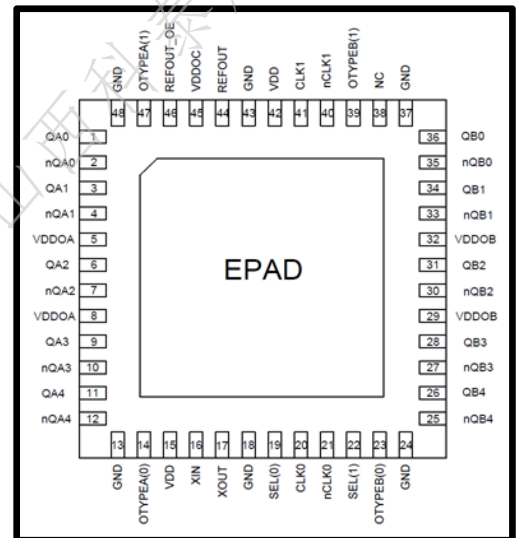 GND
OTYPEA(1)
REFOUT_OE
VDDOC
REFOUT
GND
VDD
CLK1
nCLK1
OTYPEB(1)
NC
GND
48 47 46 45 44 43 42 41 40 39 38 37
QA0 1
nQA0 2
QA1 3
nQA1 4
VDDOA 5
QA2 6
nQA2 7
VDDOA 8
QA3 9
nQA3 10
QA4 11
nQA4 12
EPAD
36 QB0
35 nQB0
34 QB1
33 nQB1
32 VDDOB
31 QB2
30 nQB2
29 VDDOB
28 QB3
27 nQB3
26 QB4
25 nQB4
13 14 15 16 17 18 19 20 21 22 23 24
GND
OTYPEA(0)
VDD
XIN
XOUT
GND
SEL(0)
CLK0
nCLK0
SEL(1)
OTYPEB(0)
GND
山西科泰